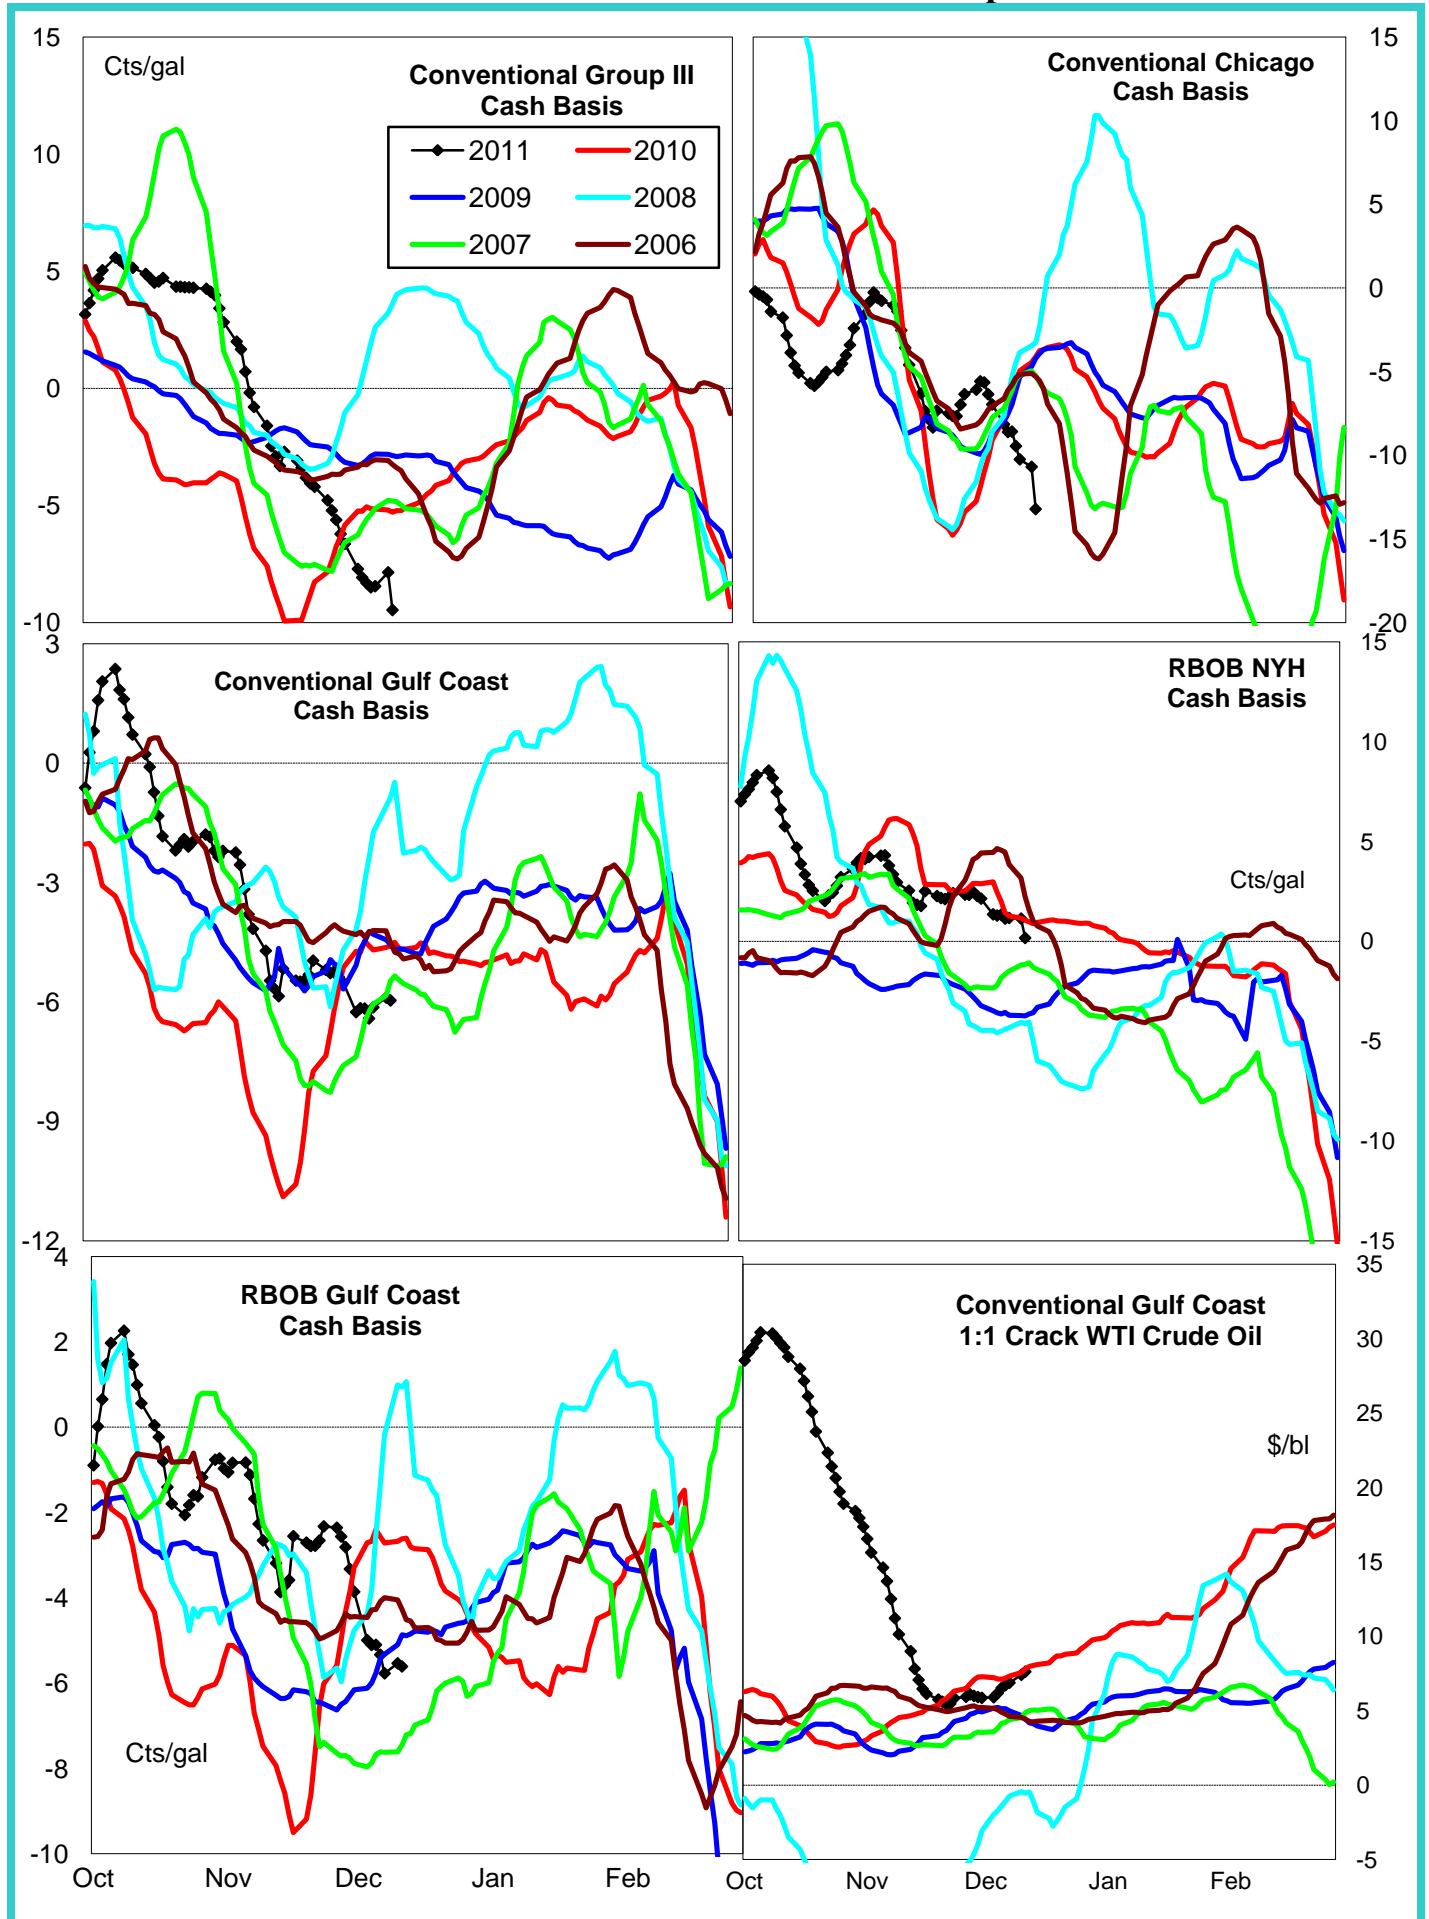 15
10
5
0
-5
-10
Cts/gal
Conventional Group III
Cash Basis
2011
2010
2009
2008
2007
2006
Conventional Chicago
Cash Basis
15
10
5
0
-5
-10
-15
-20
3
0
-3
-6
-9
-12
Conventional Gulf Coast
Cash Basis
RBOB NYH
Cash Basis
Cts/gal
15
10
5
0
-5
-10
-15
4
2
0
-2
-4
-6
-8
-10
RBOB Gulf Coast
Cash Basis
Cts/gal
Oct Nov Dec Jan Feb
Conventional Gulf Coast
1:1 Crack WTI Crude Oil
$/bl
35
30
25
20
15
10
5
0
-5
Oct Nov Dec Jan Feb